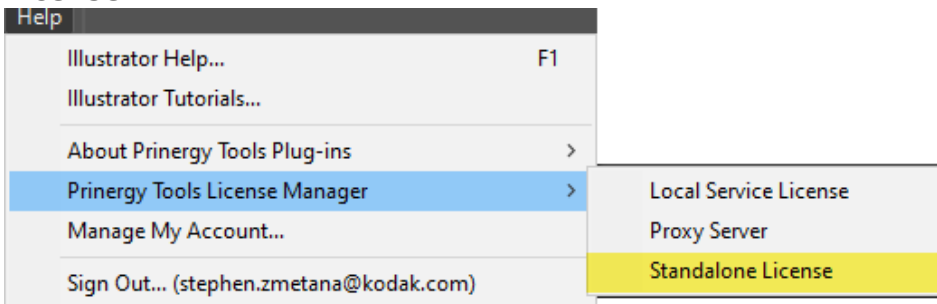 Help
Illustrator Help... F1
Illustrator Tutorials...
About Prinergy Tools Plug-ins >
Prinergy Tools License Manager >
Local Service License
Manage My Account...
Proxy Server
Standalone License
Sign Out... (stephen.zmetana@kodak.com)